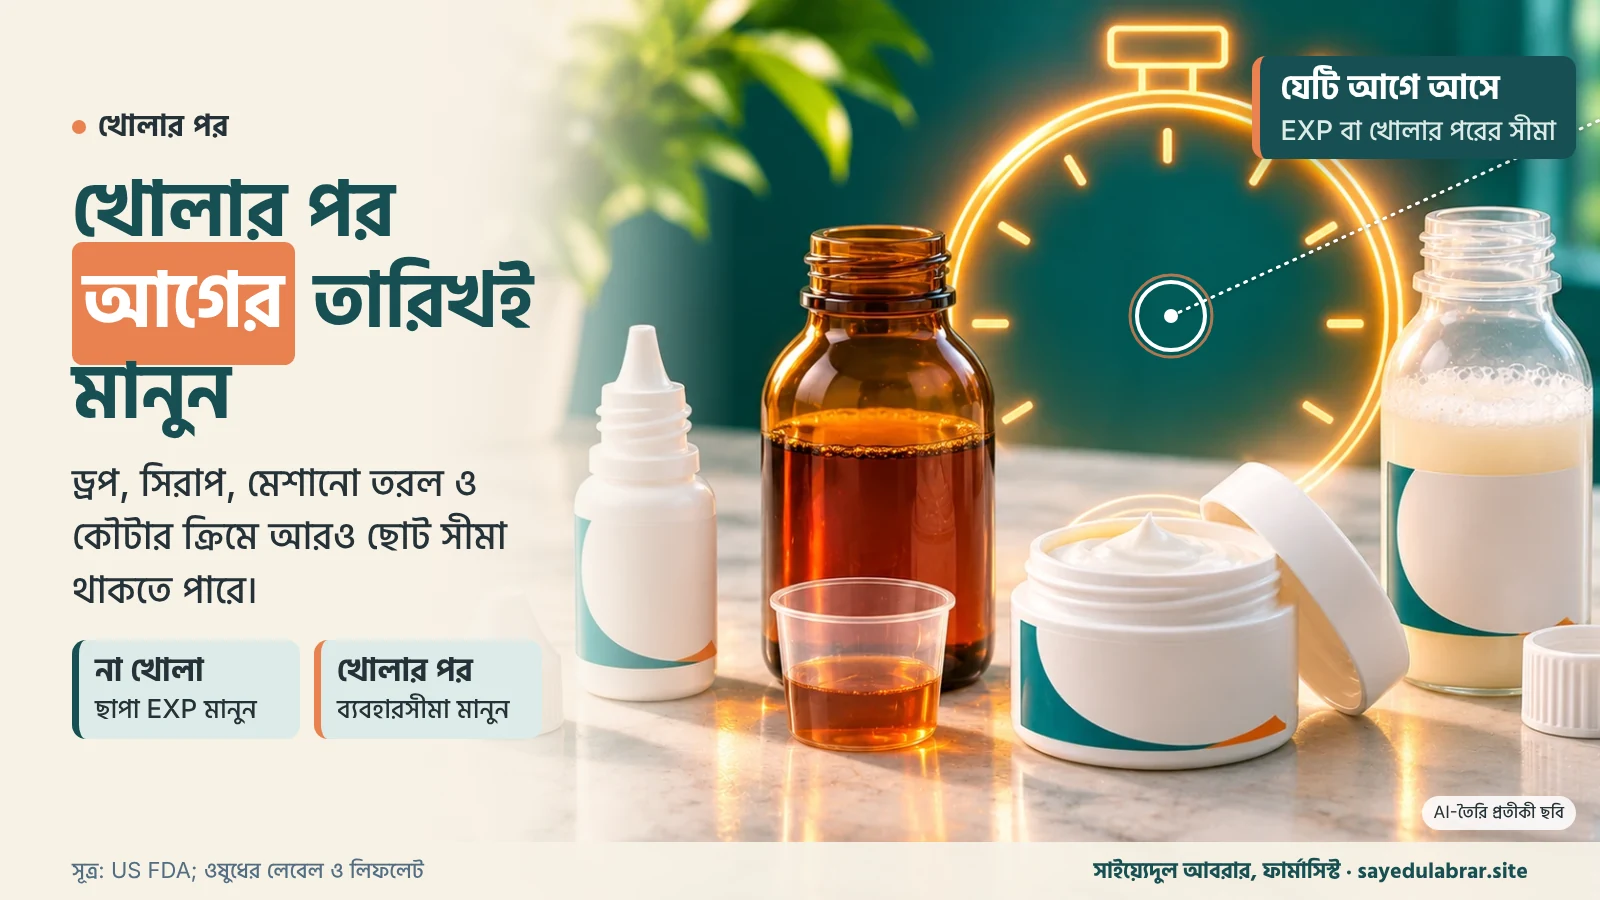 খোলার পর
খোলার পর
আগের তারিখই
মানুন
ড্রপ, সিরাপ, মেশানো তরল ও
কৌটার ক্রিমে আরও ছোট সীমা
থাকতে পারে।
না খোলা
ছাপা EXP মানুন
খোলার পর
ব্যবহারসীমা মানুন
যেটি আগে আসে
EXP বা খোলার পরের সীমা
AI-তৈরি প্রতীকী ছবি
সূত্র: US FDA; ওষুধের লেবেল ও লিফলেট
সাইয়্যেদুল আবরার, ফার্মাসিস্ট · sayedulabrar.site